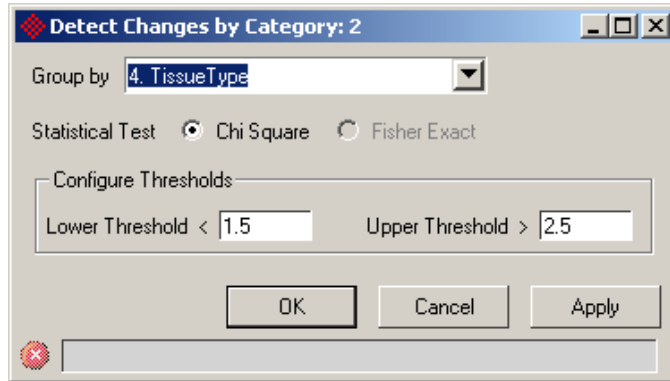 Detect Changes by Category: 2
Group by 4. TissueType
Statistical Test Chi Square Fisher Exact
Configure Thresholds
Lower Threshold < 1.5 Upper Threshold > 2.5
OK Cancel Apply